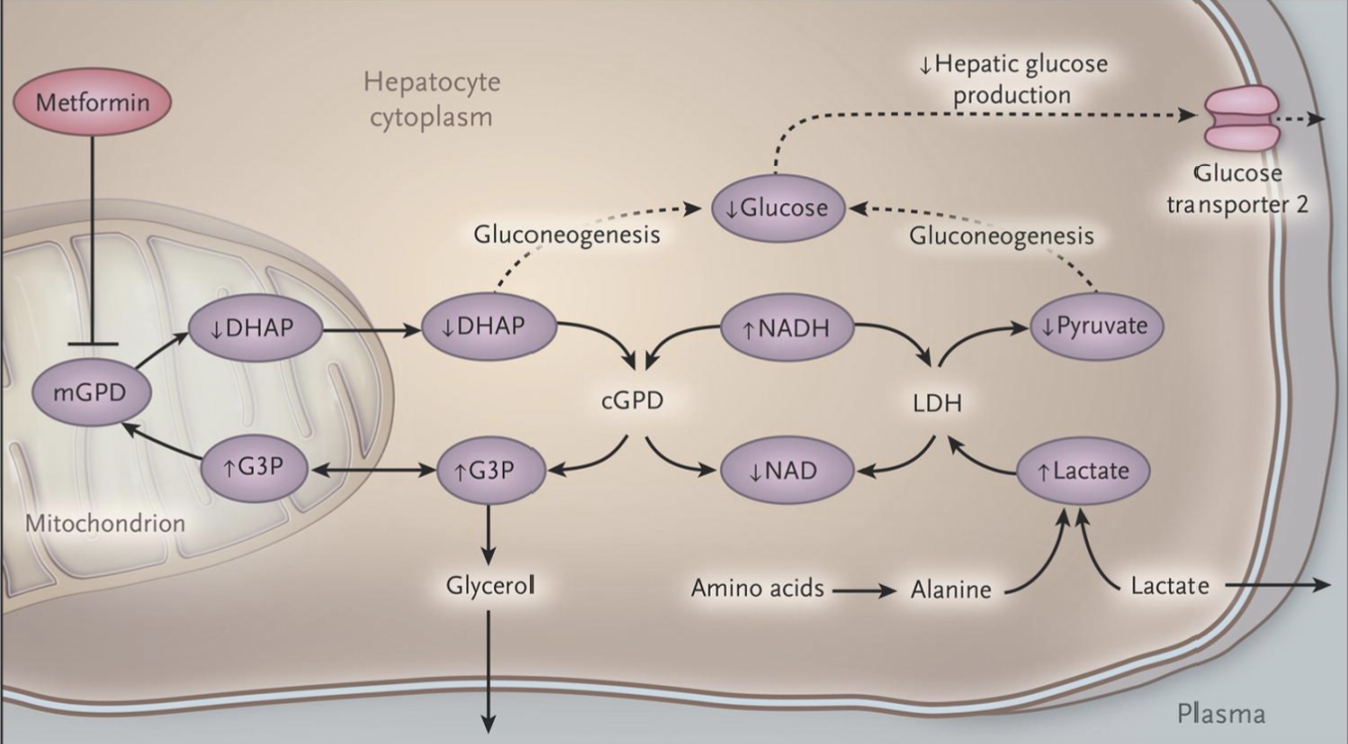 ↓Hepatic glucose
production
Hepatocyte
cytoplasm
Metformin
Glucose
transporter 2
↓Glucose
Gluconeogenesis
Gluconeogenesis
↓DHAP
↓DHAP
↑NADH
↓Pyruvate
mGPD
cGPD
LDH
↑G3P
↑G3P
↓NAD
↑Lactate
Mitochondrion
Glycerol
Amino acids
Alanine
Lactate
Plasma